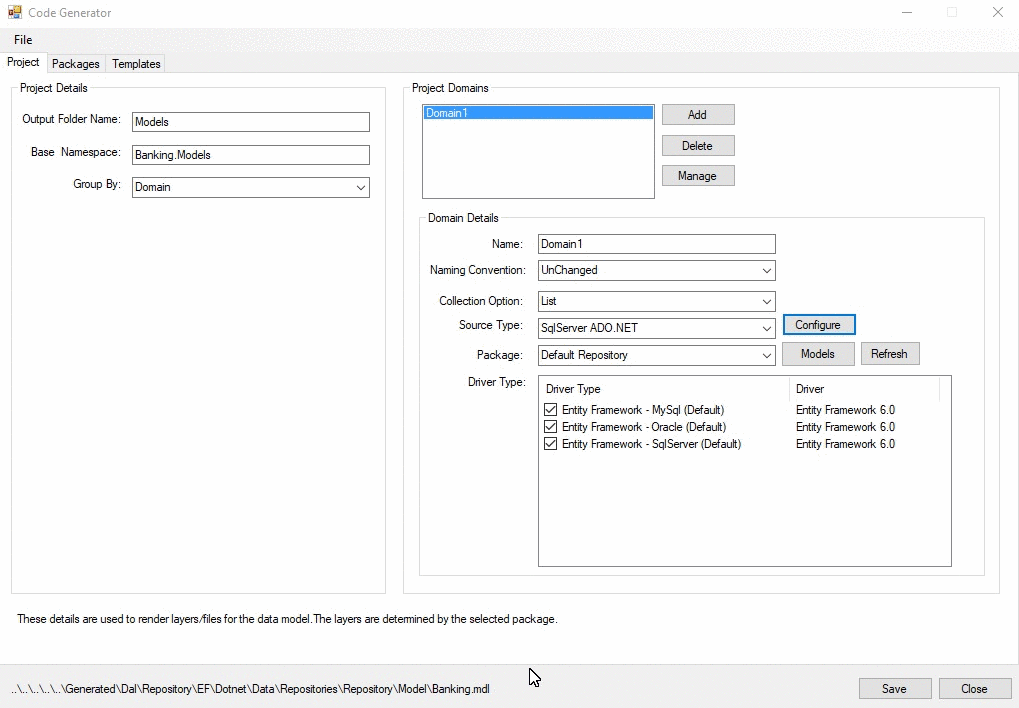 Code Generator
File
Project Packages Templates
Project Details
Output Folder Name: Models
Base Namespace: Banking.Models
Group By: Domain
Project Domains
Domain1
Add
Delete
Manage
Domain Details
Name: Domain1
Naming Convention: UnChanged
Collection Option: List
Source Type: SqlServer ADO.NET Configure
Package: Default Repository Models Refresh
Driver Type: Driver Type Driver
Entity Framework - MySql (Default) Entity Framework 6.0
Entity Framework - Oracle (Default) Entity Framework 6.0
Entity Framework - SqlServer (Default) Entity Framework 6.0
These details are used to render layers/files for the data model.The layers are determined by the selected package.
..\..\..\..\..\Generated\Dal\Repository\EF\Dotnet\Data\Repositories\Repository\Model\Banking.mdl
Save Close